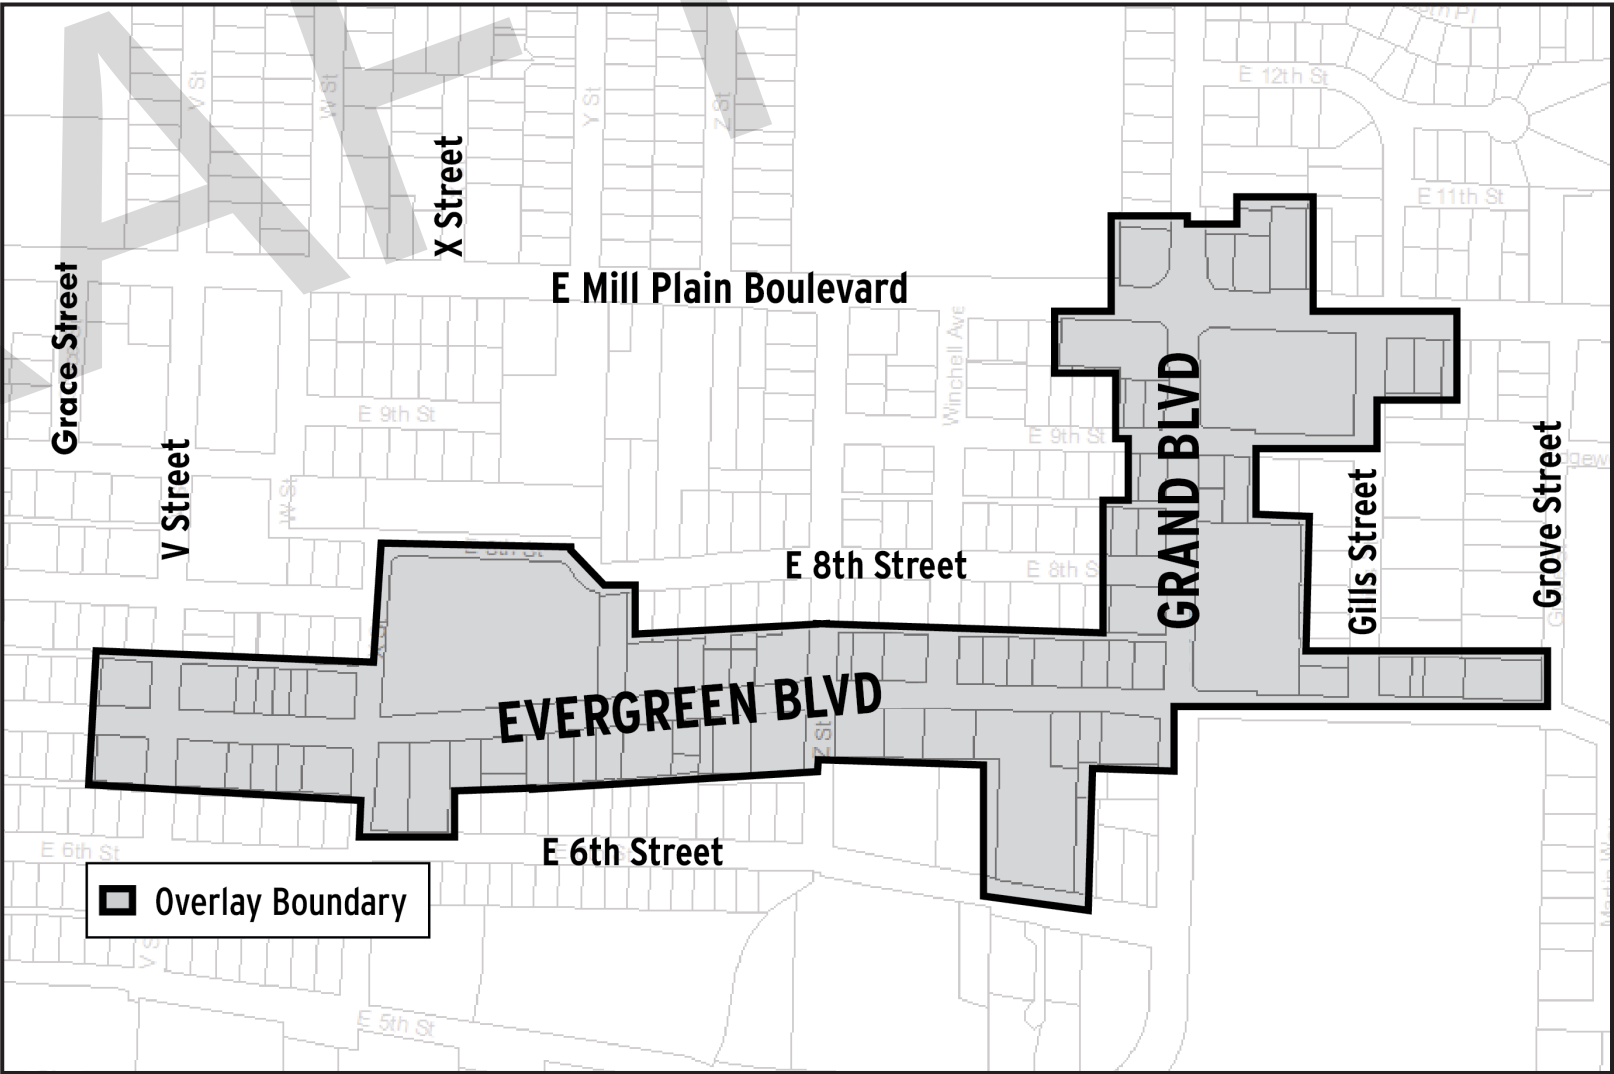 V St
W St
Y St
Z St
E 12th St
E 11th St
X Street
Grace Street
E Mill Plain Boulevard
Winchell Ave
E 9th St
E 9th St
GRAND BLVD
V Street
W St
Gills Street
Grove Street
E 8th Street
E 8th S
EVERGREEN BLVD
Z St
E 6th St
E 6th Street
Overlay Boundary
V S
E 5th St